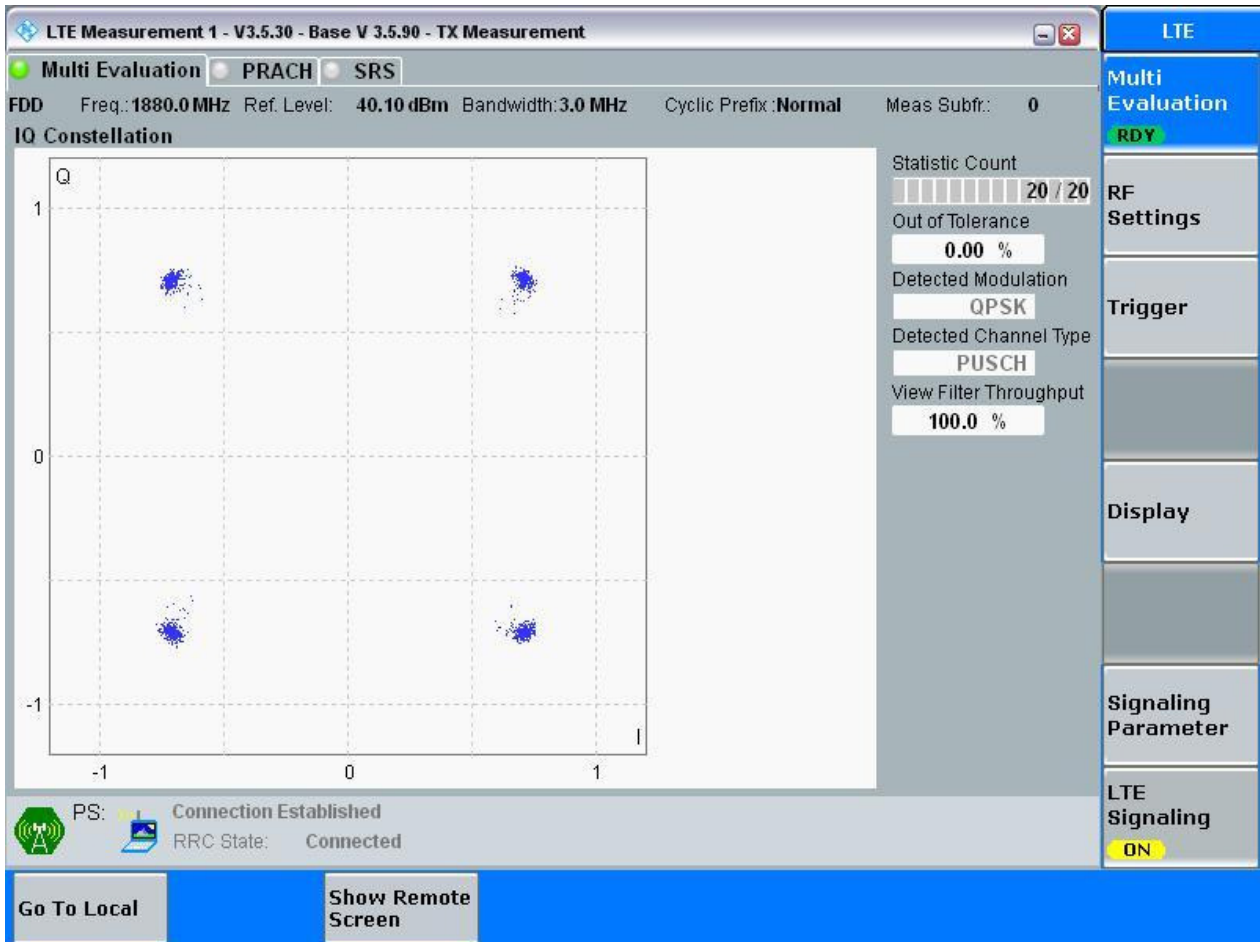 LTE Measurement 1 - V3.5.30 - Base V 3.5.90 - TX Measurement
LTE
Multi Evaluation PRACH SRS
FDD Freq.: 1880.0 MHz Ref. Level: 40.10 dBm Bandwidth: 3.0 MHz Cyclic Prefix : Normal Meas Subfr.: 0
IQ Constellation
Q
1
0
-1
I
-1 0 1
Statistic Count
20 / 20
Out of Tolerance
0.00 %
Detected Modulation
QPSK
Detected Channel Type
PUSCH
View Filter Throughput
100.0 %
Multi
Evaluation
RDY
RF
Settings
Trigger
Display
Signaling
Parameter
LTE
Signaling
ON
PS: Connection Established
RRC State: Connected
Go To Local
Show Remote
Screen